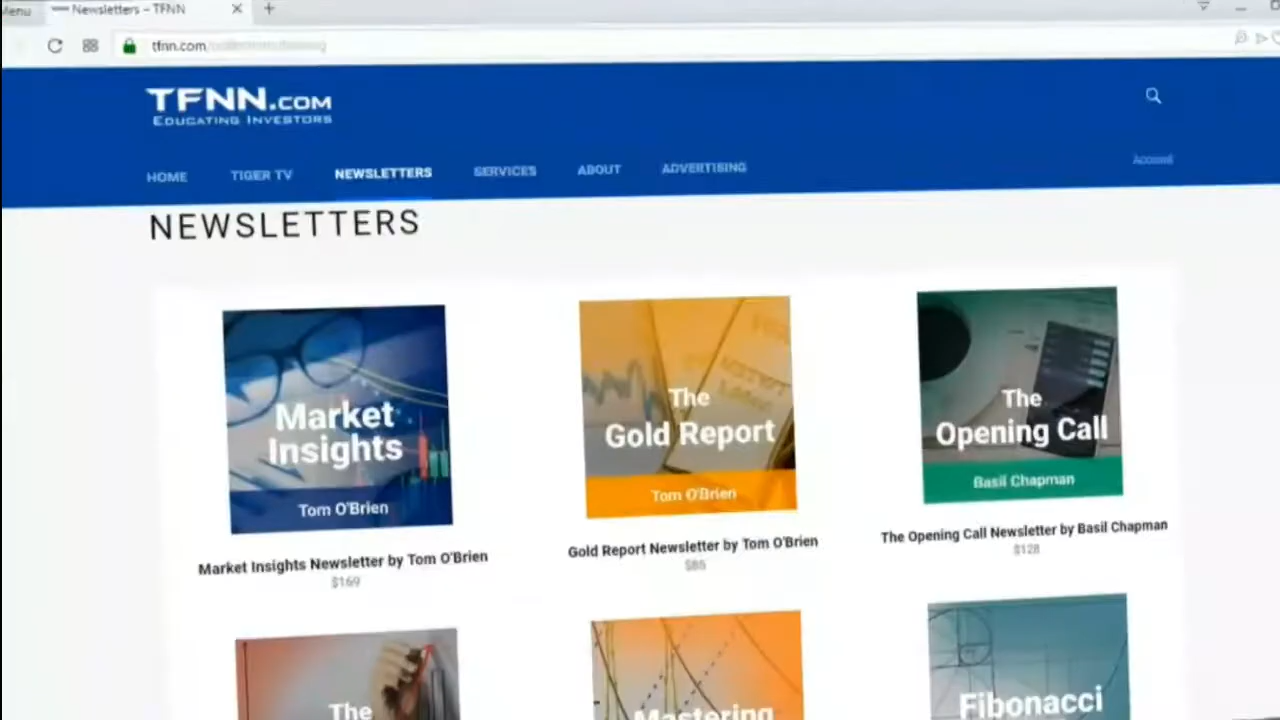 Menu
Newsletters – TFNN
tfnn.com
TFNN.COM
EDUCATING INVESTORS
Account
HOME TIGER TV NEWSLETTERS SERVICES ABOUT ADVERTISING
NEWSLETTERS
Market
Insights
Tom O'Brien
The
Gold Report
Tom O'Brien
The
Opening Call
Basil Chapman
Market Insights Newsletter by Tom O'Brien
$169
Gold Report Newsletter by Tom O'Brien
The Opening Call Newsletter by Basil Chapman
$128
The
Mastering
Fibonacci